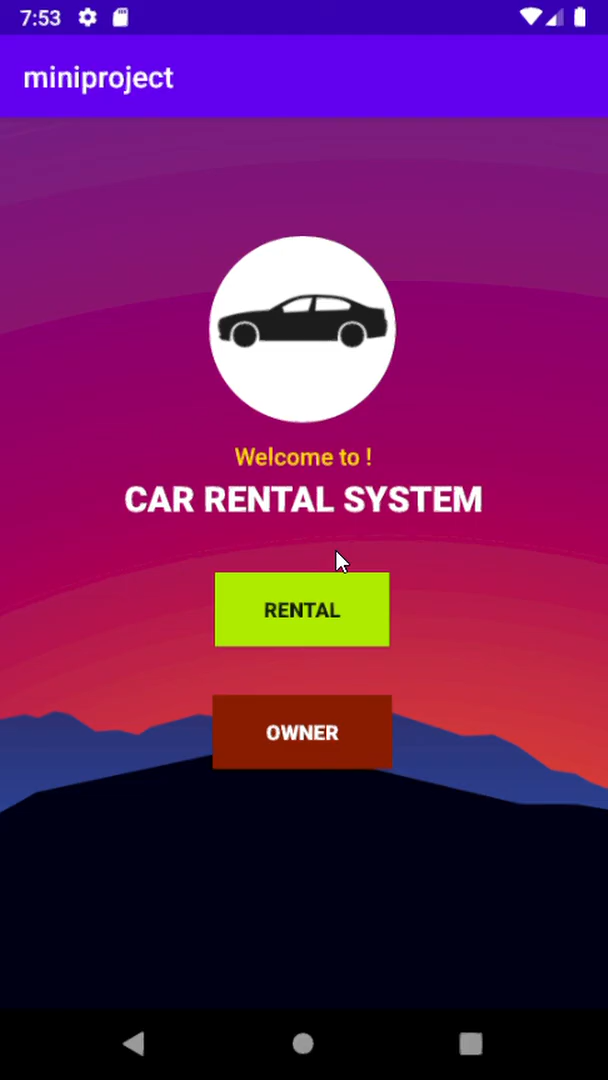 7:53
miniproject
Welcome to !
CAR RENTAL SYSTEM
RENTAL
OWNER